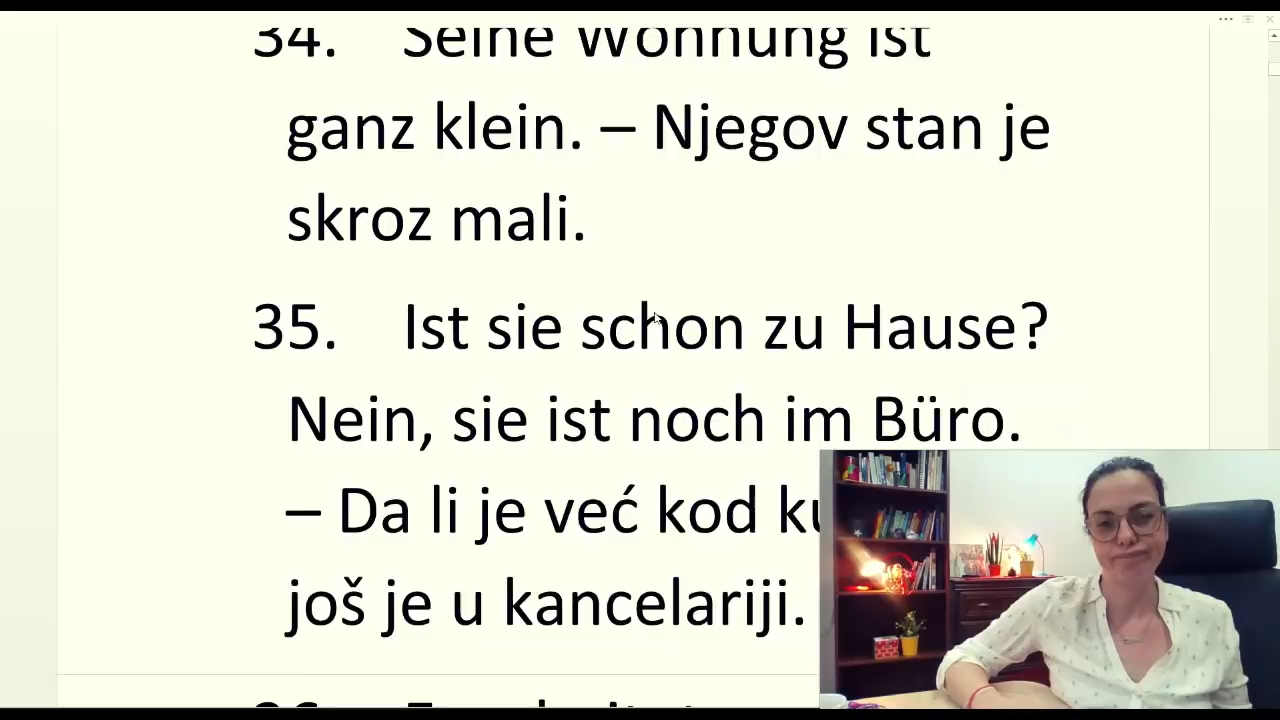 34. Seine Wohnung ist
ganz klein. – Njegov stan je
skroz mali.
35. Ist sie schon zu Hause?
Nein, sie ist noch im Büro.
– Da li je već kod
još je u kancelariji.